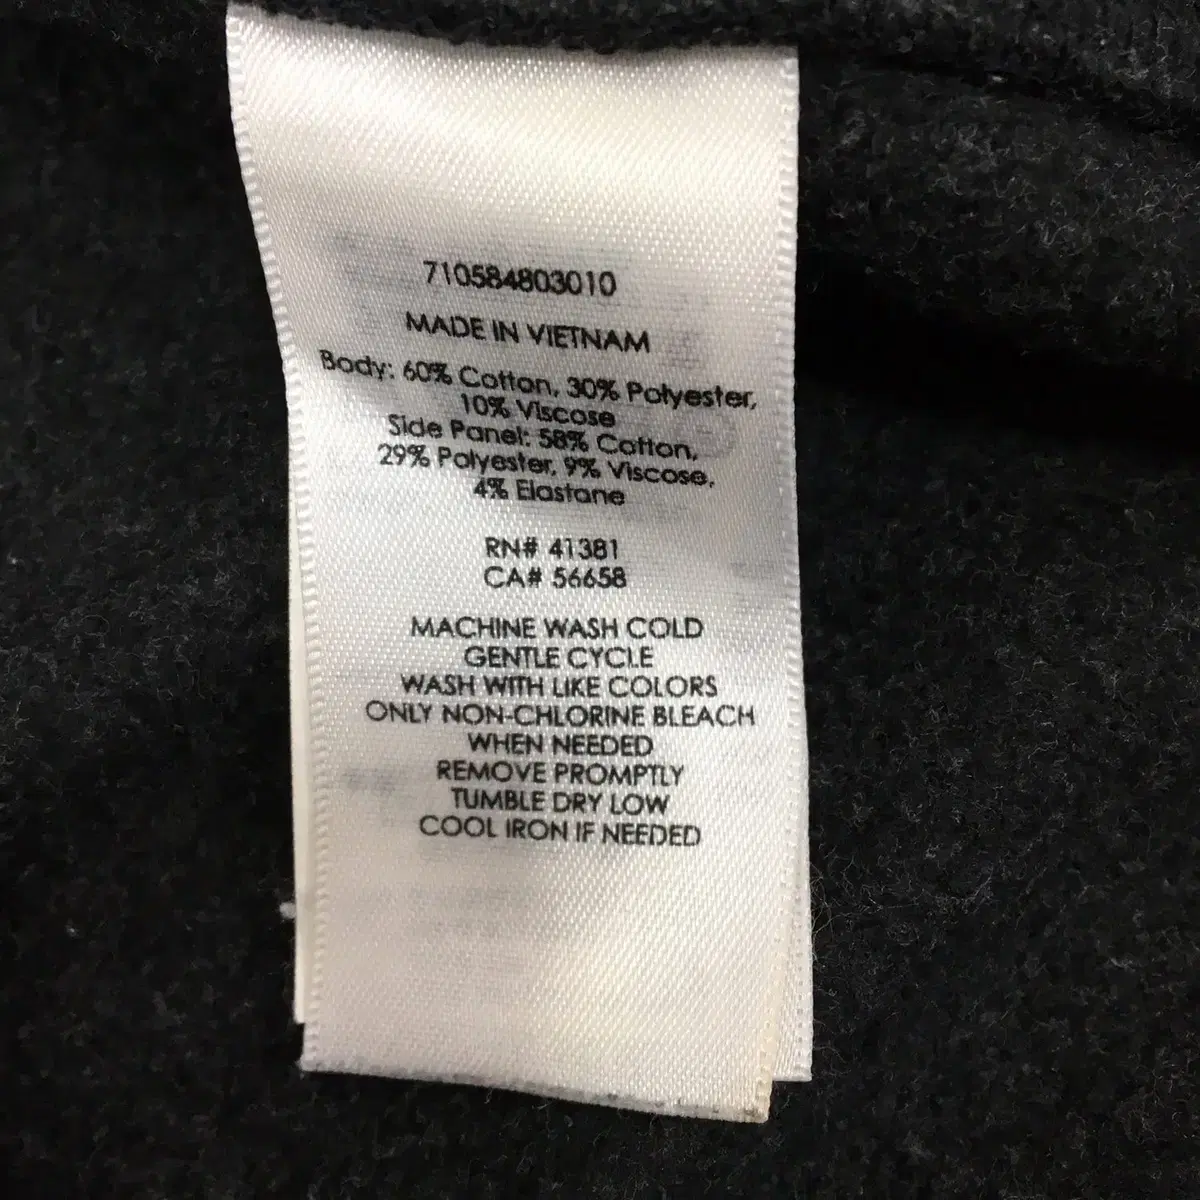 710584803010
MADE IN VIETNAM
Body: 60% Cotton, 30% Polyester,
10% Viscose
Side Panel: 58% Cotton,
29% Polyester, 9% Viscose,
4% Elastane
RN# 41381
CA# 56658
MACHINE WASH COLD
GENTLE CYCLE
WASH WITH LIKE COLORS
ONLY NON-CHLORINE BLEACH
WHEN NEEDED
REMOVE PROMPTLY
TUMBLE DRY LOW
COOL IRON IF NEEDED